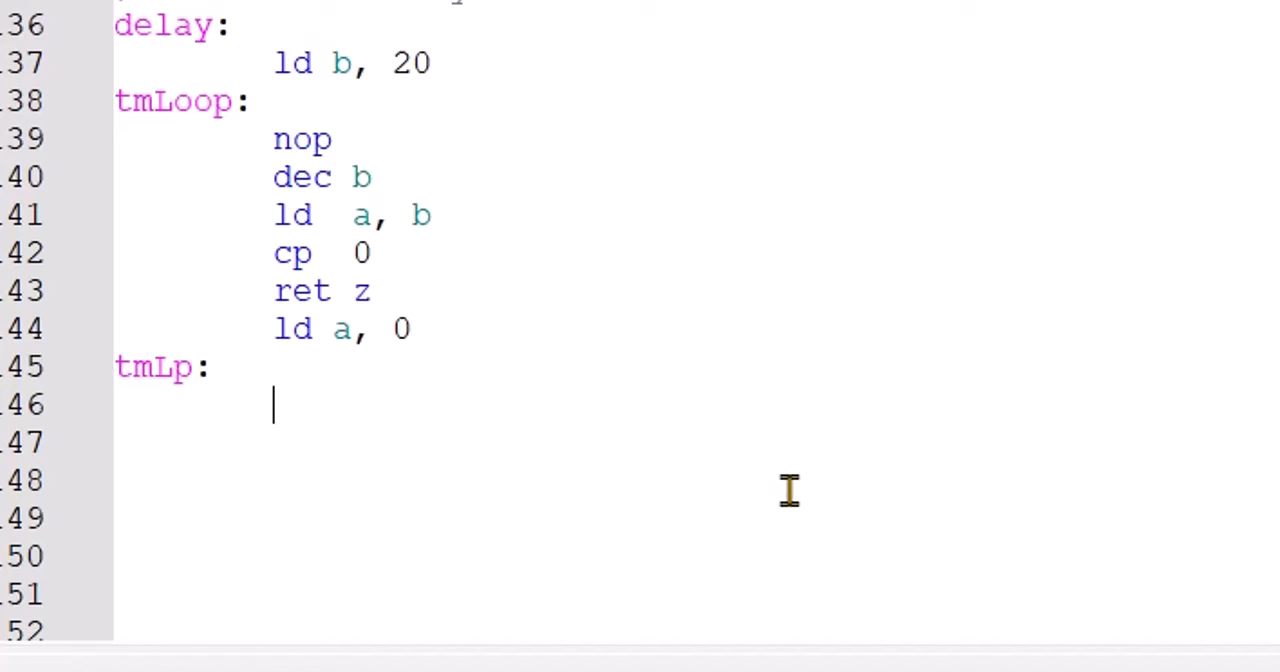 36 delay:
37 ld b, 20
38 tmLoop:
39 nop
40 dec b
41 ld  a, b
42 cp  0
43 ret z
44 ld a, 0
45 tmLp:
46
47
48
49
50
51
52